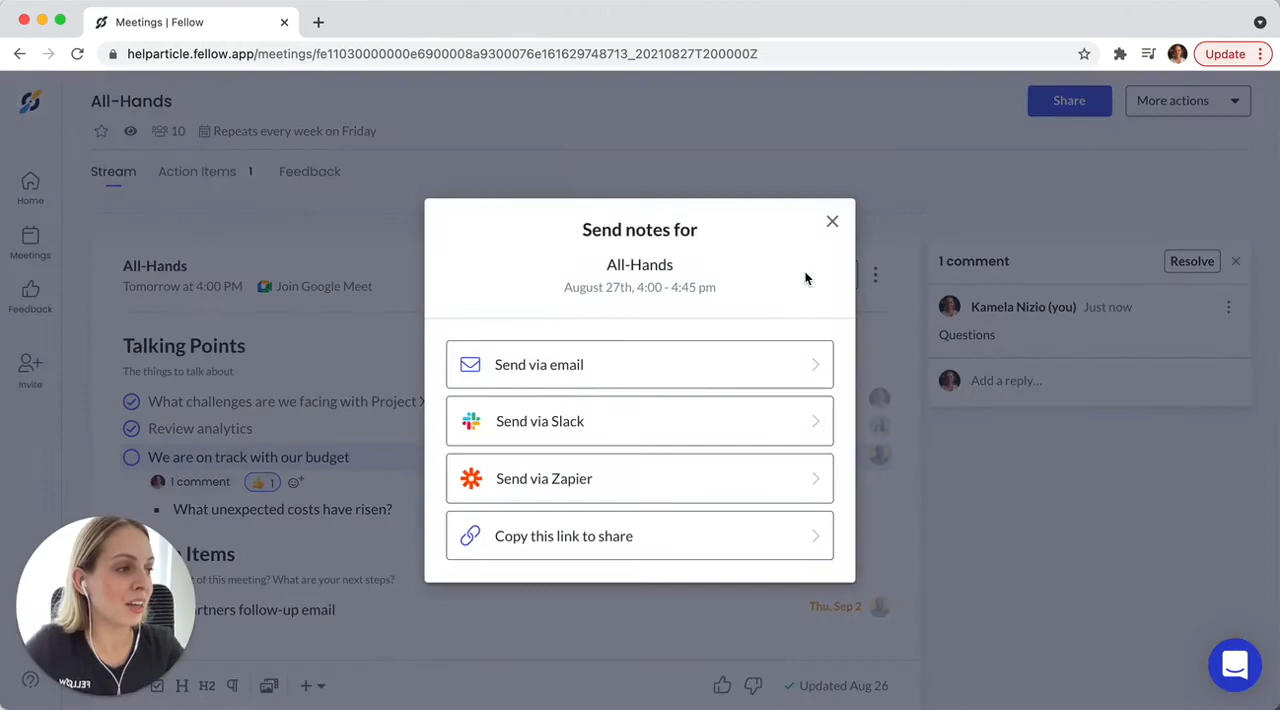 Meetings | Fellow
helparticle.fellow.app/meetings/fe11030000000e6900008a9300076e161629748713_20210827T200000Z
Update
All-Hands
Share
More actions
10
Repeats every week on Friday
Stream
Action Items 1
Feedback
Home
Meetings
Feedback
Invite
All-Hands
Tomorrow at 4:00 PM
Join Google Meet
Talking Points
The things to talk about
What challenges are we facing with Project
Review analytics
We are on track with our budget
1 comment
1
What unexpected costs have risen?
Items
of this meeting? What are your next steps?
artners follow-up email
Thu, Sep 2
H H2
Updated Aug 26
Send notes for
All-Hands
August 27th, 4:00 - 4:45 pm
Send via email
Send via Slack
Send via Zapier
Copy this link to share
1 comment
Resolve
Kamela Nizio (you) Just now
Questions
Add a reply...
FELLOW